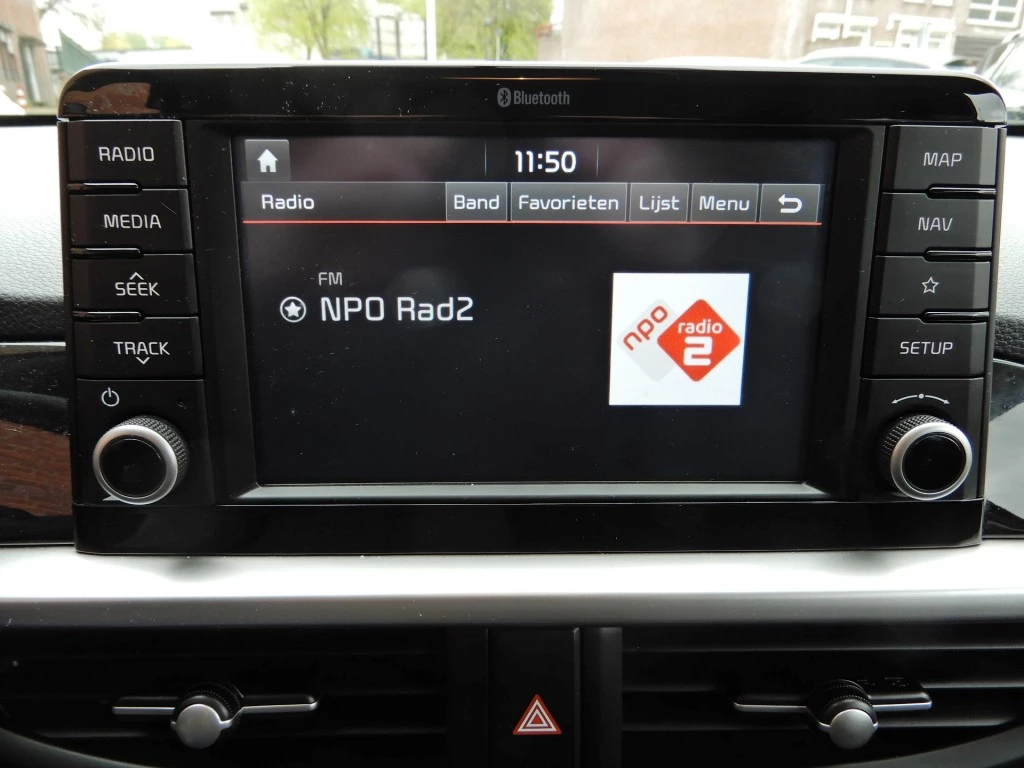 Bluetooth
RADIO
MEDIA
SEEK
TRACK
11:50
Radio Band Favorieten Lijst Menu
FM
NPO Rad2
npo radio 2
MAP
NAV
SETUP